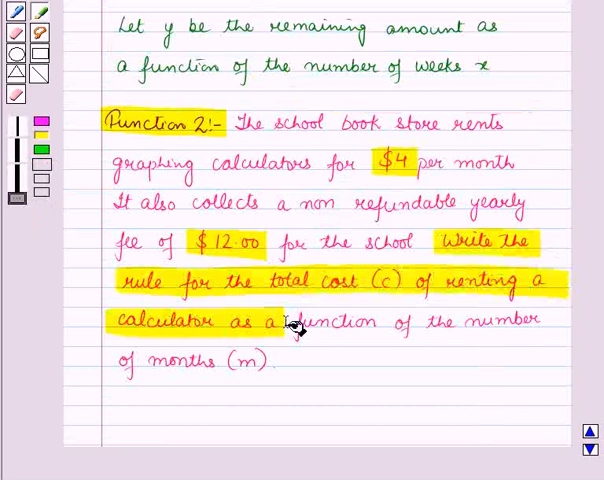 Let y be the remaining amount as
a function of the number of weeks x
Function 2:- The school book store rents
graphing calculators for $4 per month
It also collects a non refundable yearly
fee of $12.00 for the school Write the
rule for the total cost (c) of renting a
calculator as a function of the number
of months (m).